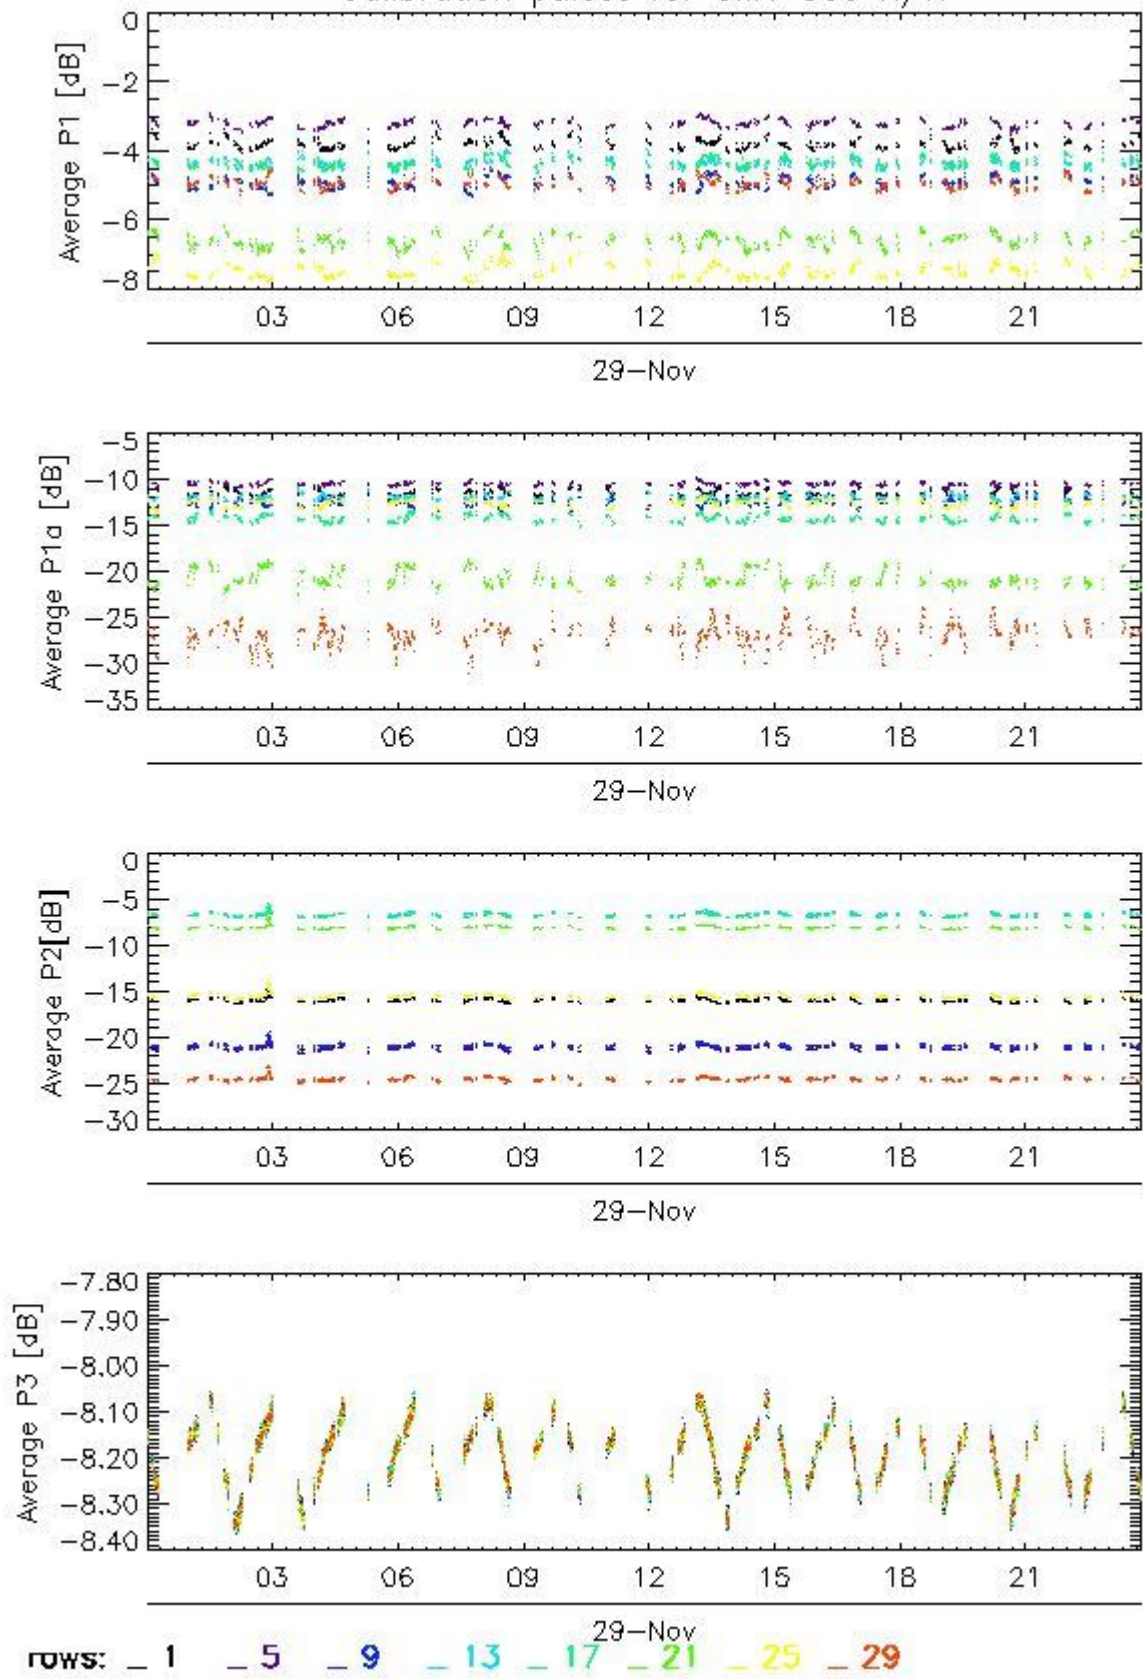 0
-2
-4
-6
-8
Average P1 [dB]
03 06 09 12 15 18 21
29-Nov
-5
-10
-15
-20
-25
-30
-35
Average P1a [dB]
03 06 09 12 15 18 21
29-Nov
0
-5
-10
-15
-20
-25
-30
Average P2[dB]
03 06 09 12 15 18 21
29-Nov
-7.80
-7.90
-8.00
-8.10
-8.20
-8.30
-8.40
Average P3 [dB]
03 06 09 12 15 18 21
29-Nov
rows: _ 1 _ 5 _ 9 _ 13 _ 17 _ 21 _ 25 _ 29